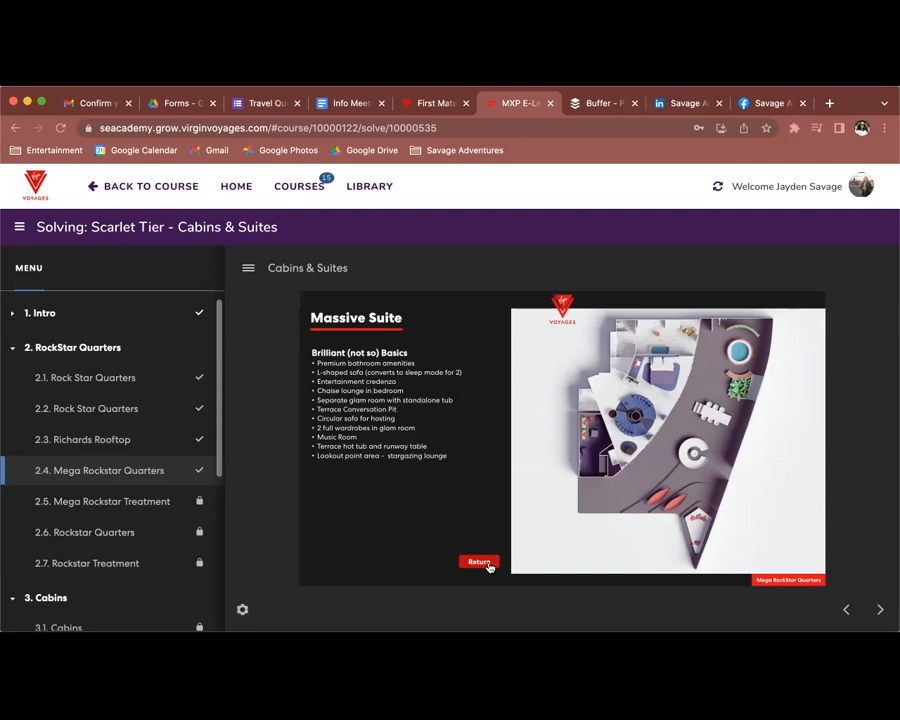 Confirm y
Forms - G
Travel Qu
Info Meet
First Mate
MXP E-Le
Buffer - P
Savage A
Savage A
seacademy.grow.virginvoyages.com/#course/10000122/solve/10000535
Entertainment
Google Calendar
Gmail
Google Photos
Google Drive
Savage Adventures
VOYAGES
BACK TO COURSE
HOME
COURSES
15
LIBRARY
Welcome Jayden Savage
Solving: Scarlet Tier - Cabins & Suites
MENU
Cabins & Suites
1. Intro
2. RockStar Quarters
2.1. Rock Star Quarters
2.2. Rock Star Quarters
2.3. Richards Rooftop
2.4. Mega Rockstar Quarters
2.5. Mega Rockstar Treatment
2.6. Rockstar Quarters
2.7. Rockstar Treatment
3. Cabins
3.1. Cabins
Massive Suite
Brilliant (not so) Basics
• Premium bathroom amenities
• L-shaped sofa (converts to sleep mode for 2)
• Entertainment credenza
• Chaise lounge in bedroom
• Separate glam room with standalone tub
• Terrace Conversation Pit
• Circular sofa for hosting
• 2 full wardrobes in glam room
• Music Room
• Terrace hot tub and runway table
• Lookout point area - stargazing lounge
Return
VOYAGES
Mega RockStar Quarters